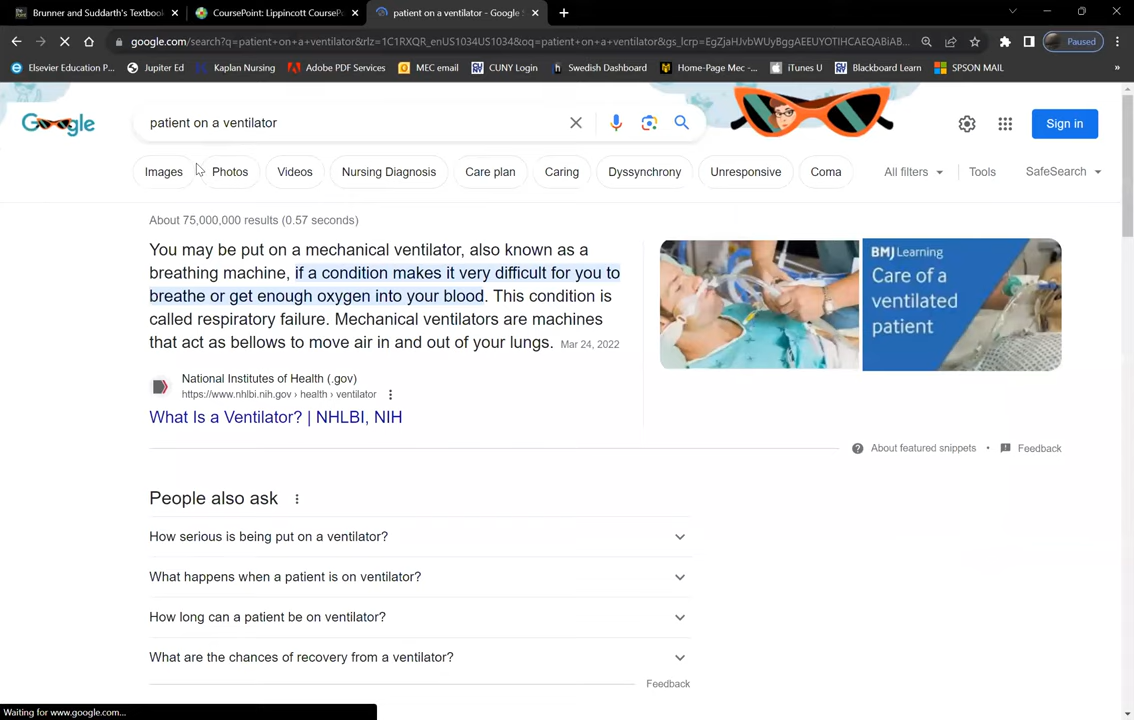 Brunner and Suddarth's Textboo
CoursePoint: Lippincott CourseP
patient on a ventilator - Google S
google.com/search?q=patient+on+a+ventilator&rlz=1C1RXQR_enUS1034US1034&oq=patient+on+a+ventilator&gs_lcrp=EgZjaHJvbWUyBggAEEUYOTIHCAEQABiAB...
Paused
Elsevier Education P...
Jupiter Ed
Kaplan Nursing
Adobe PDF Services
MEC email
CUNY Login
Swedish Dashboard
Home-Page Mec -...
iTunes U
Blackboard Learn
SPSON MAIL
»
Google
patient on a ventilator
Sign in
Images
Photos
Videos
Nursing Diagnosis
Care plan
Caring
Dyssynchrony
Unresponsive
Coma
All filters
Tools
SafeSearch
About 75,000,000 results (0.57 seconds)
You may be put on a mechanical ventilator, also known as a
breathing machine, if a condition makes it very difficult for you to
breathe or get enough oxygen into your blood. This condition is
called respiratory failure. Mechanical ventilators are machines
that act as bellows to move air in and out of your lungs. Mar 24, 2022
BMJ Learning
Care of a
ventilated
patient
National Institutes of Health (.gov)
https://www.nhlbi.nih.gov › health › ventilator
What Is a Ventilator? | NHLBI, NIH
About featured snippets • Feedback
People also ask
How serious is being put on a ventilator?
What happens when a patient is on ventilator?
How long can a patient be on ventilator?
What are the chances of recovery from a ventilator?
Feedback
Waiting for www.google.com...